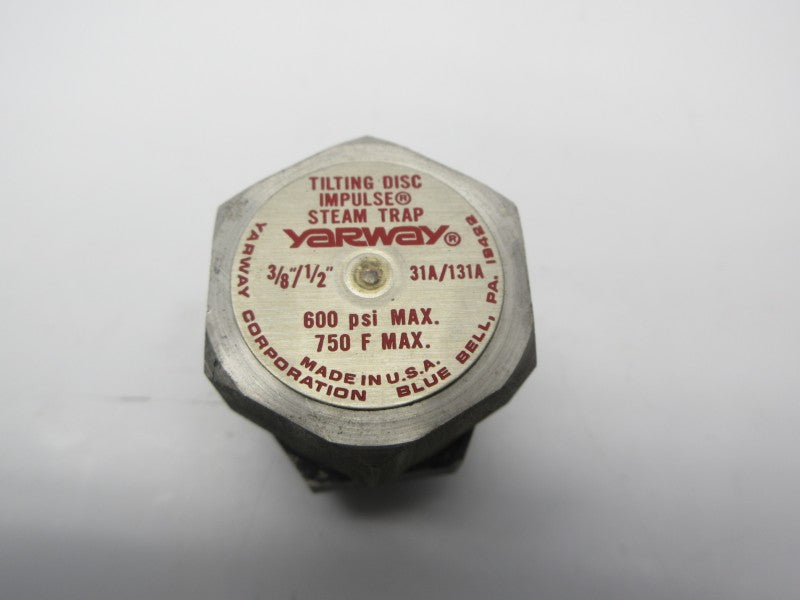 TILTING DISC
IMPULSE®
STEAM TRAP
YARWAY®
3/8"/1/2" 31A/131A
600 psi MAX.
750 F MAX.
MADE IN U.S.A.
YARWAY CORPORATION BLUE BELL, PA. 19422